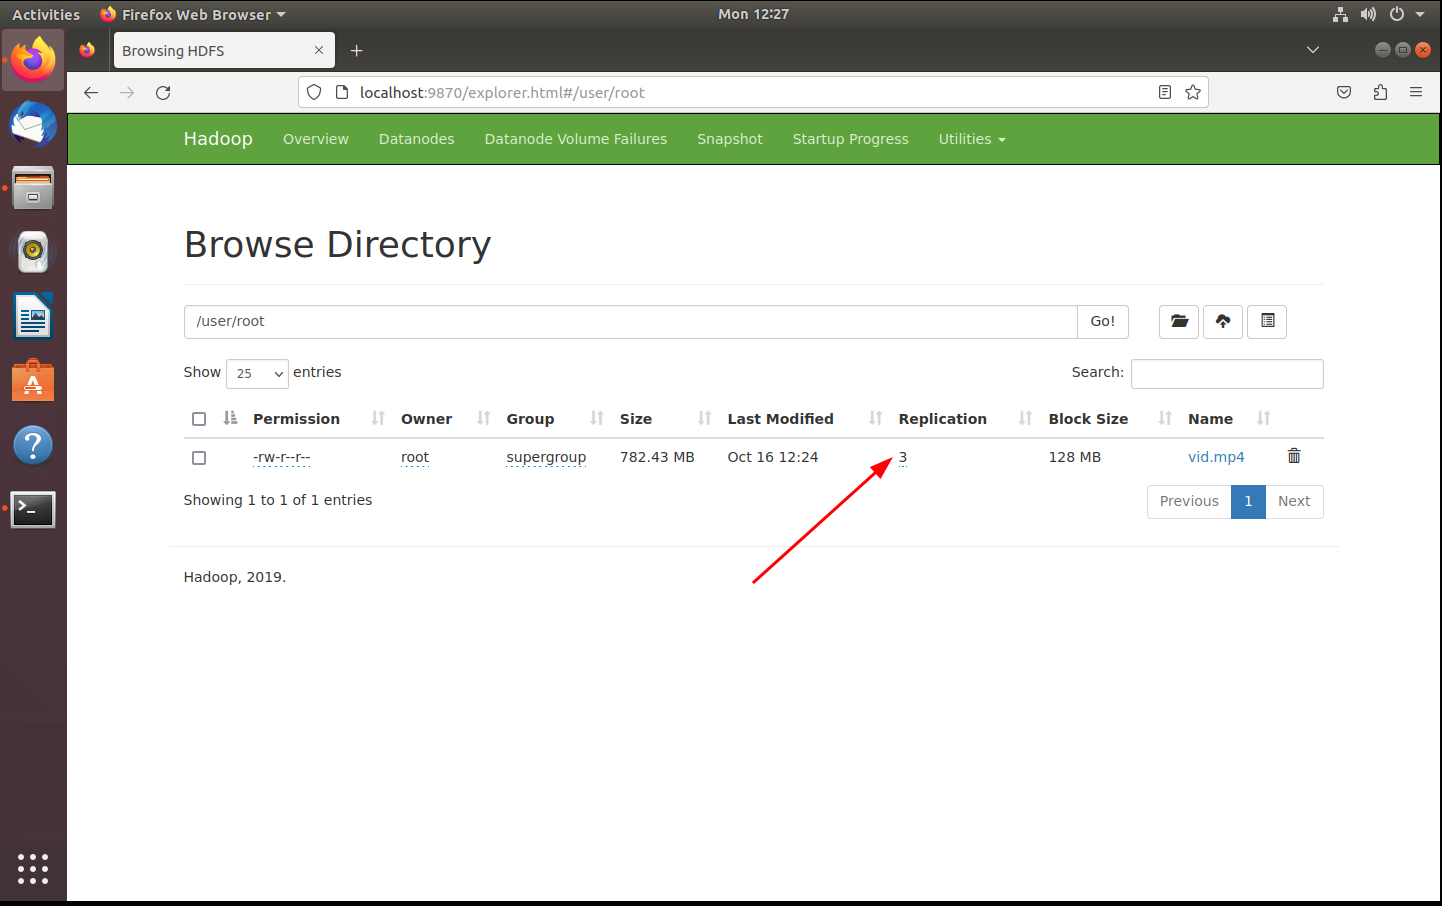 Activities Firefox Web Browser Mon 12:27
Browsing HDFS
localhost:9870/explorer.html#/user/root
Hadoop Overview Datanodes Datanode Volume Failures Snapshot Startup Progress Utilities
Browse Directory
/user/root Go!
Show 25 entries Search:
Permission Owner Group Size Last Modified Replication Block Size Name
-rw-r--r-- root supergroup 782.43 MB Oct 16 12:24 3 128 MB vid.mp4
Showing 1 to 1 of 1 entries Previous 1 Next
Hadoop, 2019.